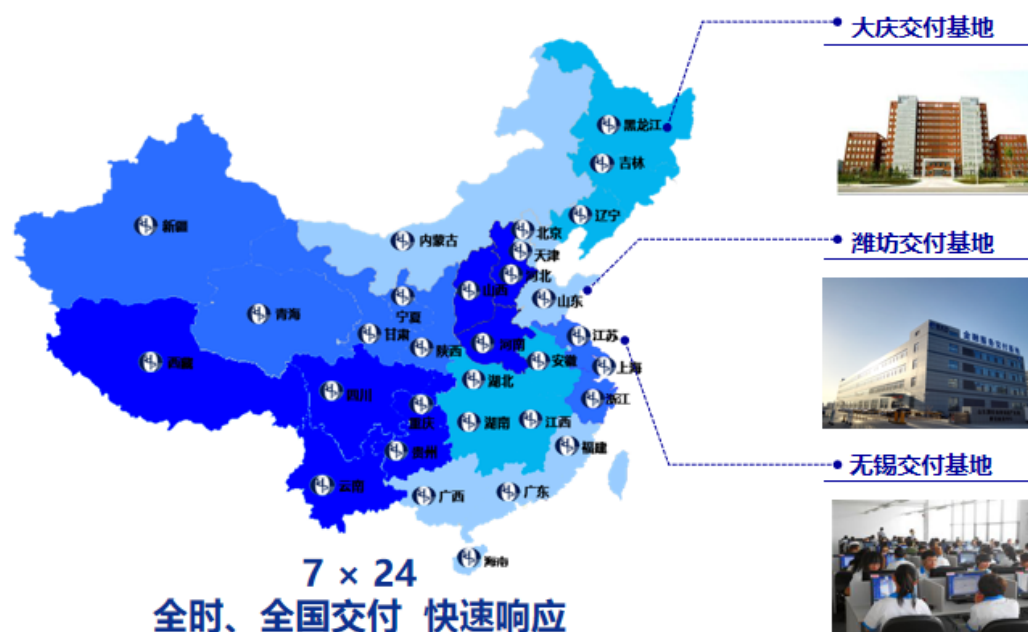 大庆交付基地
黑龙江
吉林
辽宁
新疆
内蒙古
北京
天津
潍坊交付基地
河北
山西
山东
宁夏
青海
甘肃
江苏
陕西
河南
安徽
西藏
上海
湖北
四川
浙江
重庆
湖南
江西
福建
贵州
无锡交付基地
云南
广西
广东
海南
7 × 24
全时、全国交付 快速响应